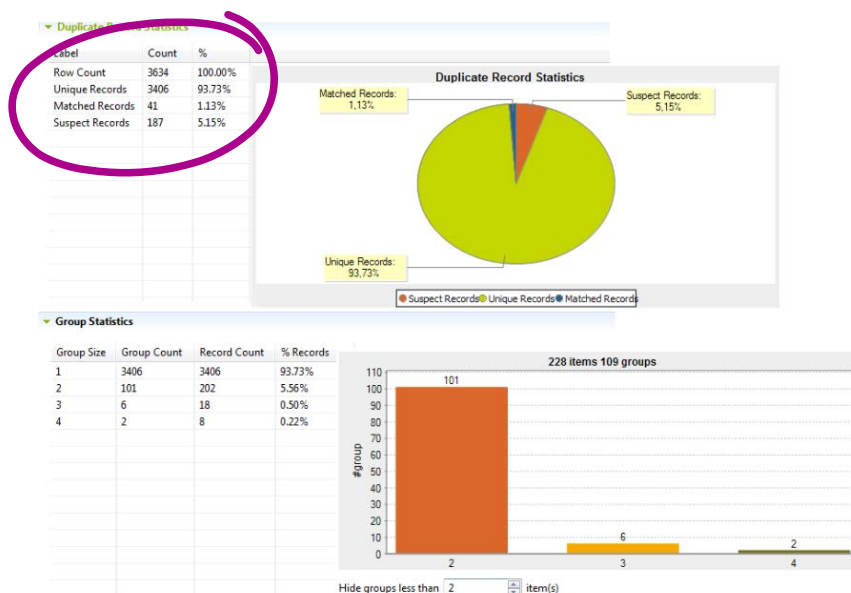 Duplicate Record Statistics
Label Count %
Row Count 3634 100.00%
Unique Records 3406 93.73%
Matched Records 41 1.13%
Suspect Records 187 5.15%
Duplicate Record Statistics
Matched Records:
1,13%
Suspect Records:
5,15%
Unique Records:
93,73%
Suspect Records Unique Records Matched Records
Group Statistics
Group Size Group Count Record Count % Records
1 3406 3406 93.73%
2 101 202 5.56%
3 6 18 0.50%
4 2 8 0.22%
228 items 109 groups
#group
110
100
90
80
70
60
50
40
30
20
10
0
101
6
2
2 3 4
Hide groups less than 2 item(s)